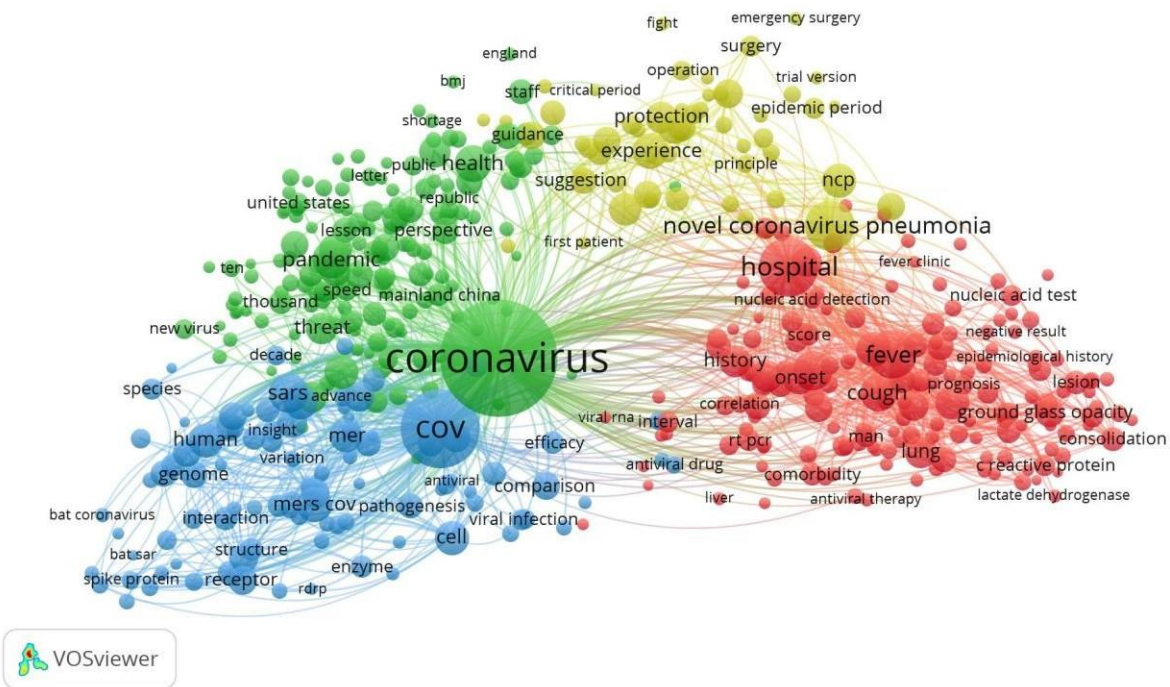 fight
emergency surgery
england
surgery
operation
trial version
bmj
staff
critical period
epidemic period
shortage
protection
guidance
public
health
experience
principle
letter
suggestion
ncp
united states
republic
lesson
perspective
first patient
novel coronavirus pneumonia
ten
pandemic
hospital
fever clinic
thousand
speed
mainland china
nucleic acid detection
nucleic acid test
new virus
threat
score
negative result
decade
coronavirus
history
fever
epidemiological history
species
sars
advance
onset
cough
prognosis
lesion
correlation
viral rna
interval
ground glass opacity
human
insight
mer
cov
efficacy
rt pcr
man
consolidation
variation
lung
genome
antiviral
antiviral drug
comorbidity
c reactive protein
comparison
bat coronavirus
interaction
mers cov
pathogenesis
viral infection
liver
antiviral therapy
lactate dehydrogenase
bat sar
structure
cell
spike protein
receptor
rdrp
enzyme
VOSviewer